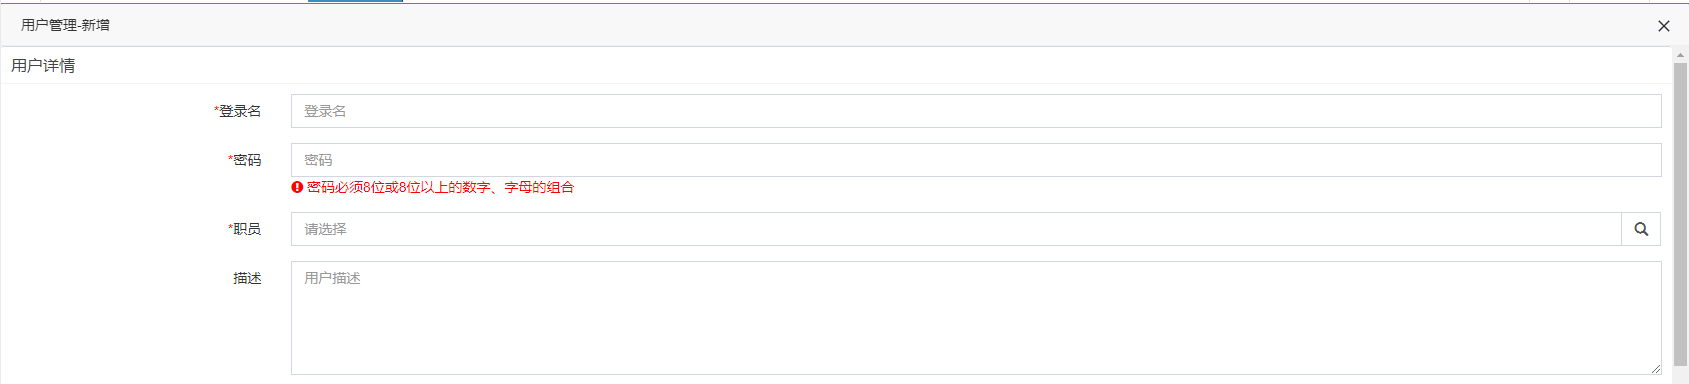 用户管理-新增
用户详情
*登录名 登录名
*密码 密码
密码必须8位或8位以上的数字、字母的组合
*职员 请选择
描述 用户描述